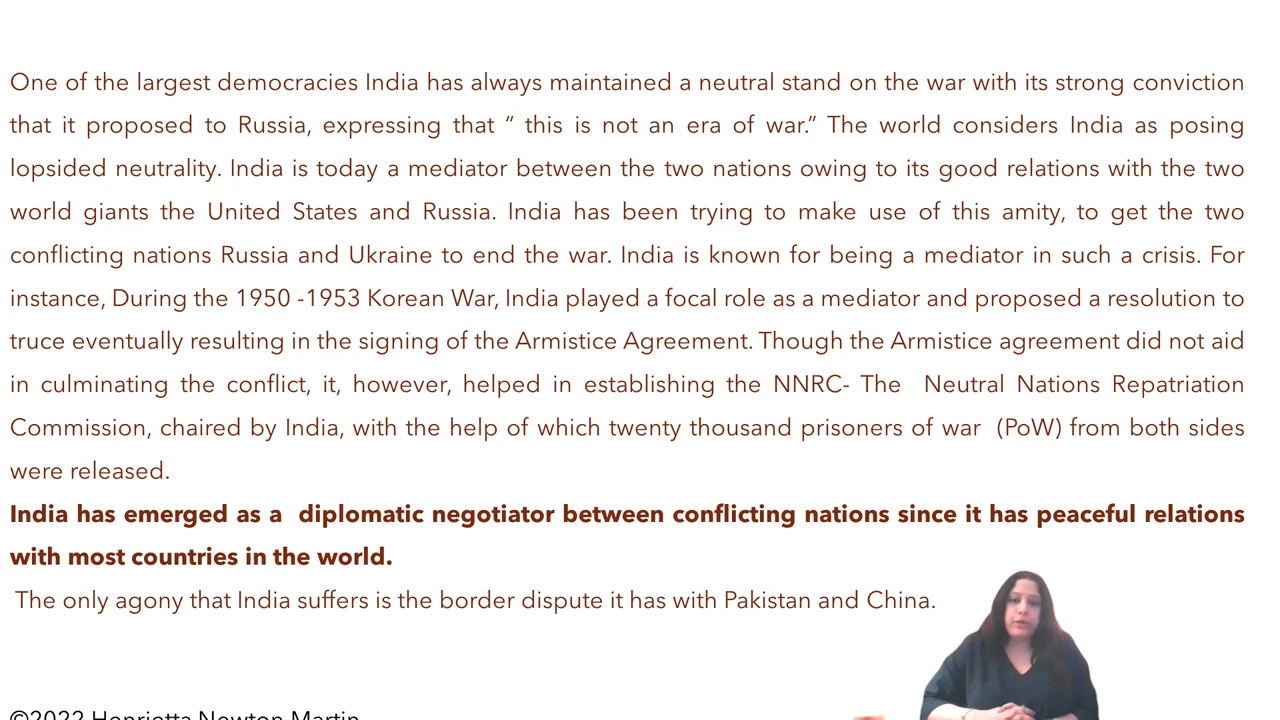 One of the largest democracies India has always maintained a neutral stand on the war with its strong conviction
that it proposed to Russia, expressing that “ this is not an era of war.” The world considers India as posing
lopsided neutrality. India is today a mediator between the two nations owing to its good relations with the two
world giants the United States and Russia. India has been trying to make use of this amity, to get the two
conflicting nations Russia and Ukraine to end the war. India is known for being a mediator in such a crisis. For
instance, During the 1950 -1953 Korean War, India played a focal role as a mediator and proposed a resolution to
truce eventually resulting in the signing of the Armistice Agreement. Though the Armistice agreement did not aid
in culminating the conflict, it, however, helped in establishing the NNRC- The  Neutral Nations Repatriation
Commission, chaired by India, with the help of which twenty thousand prisoners of war  (PoW) from both sides
were released.
India has emerged as a  diplomatic negotiator between conflicting nations since it has peaceful relations
with most countries in the world.
The only agony that India suffers is the border dispute it has with Pakistan and China.
©2022 Henrietta Newton Martin